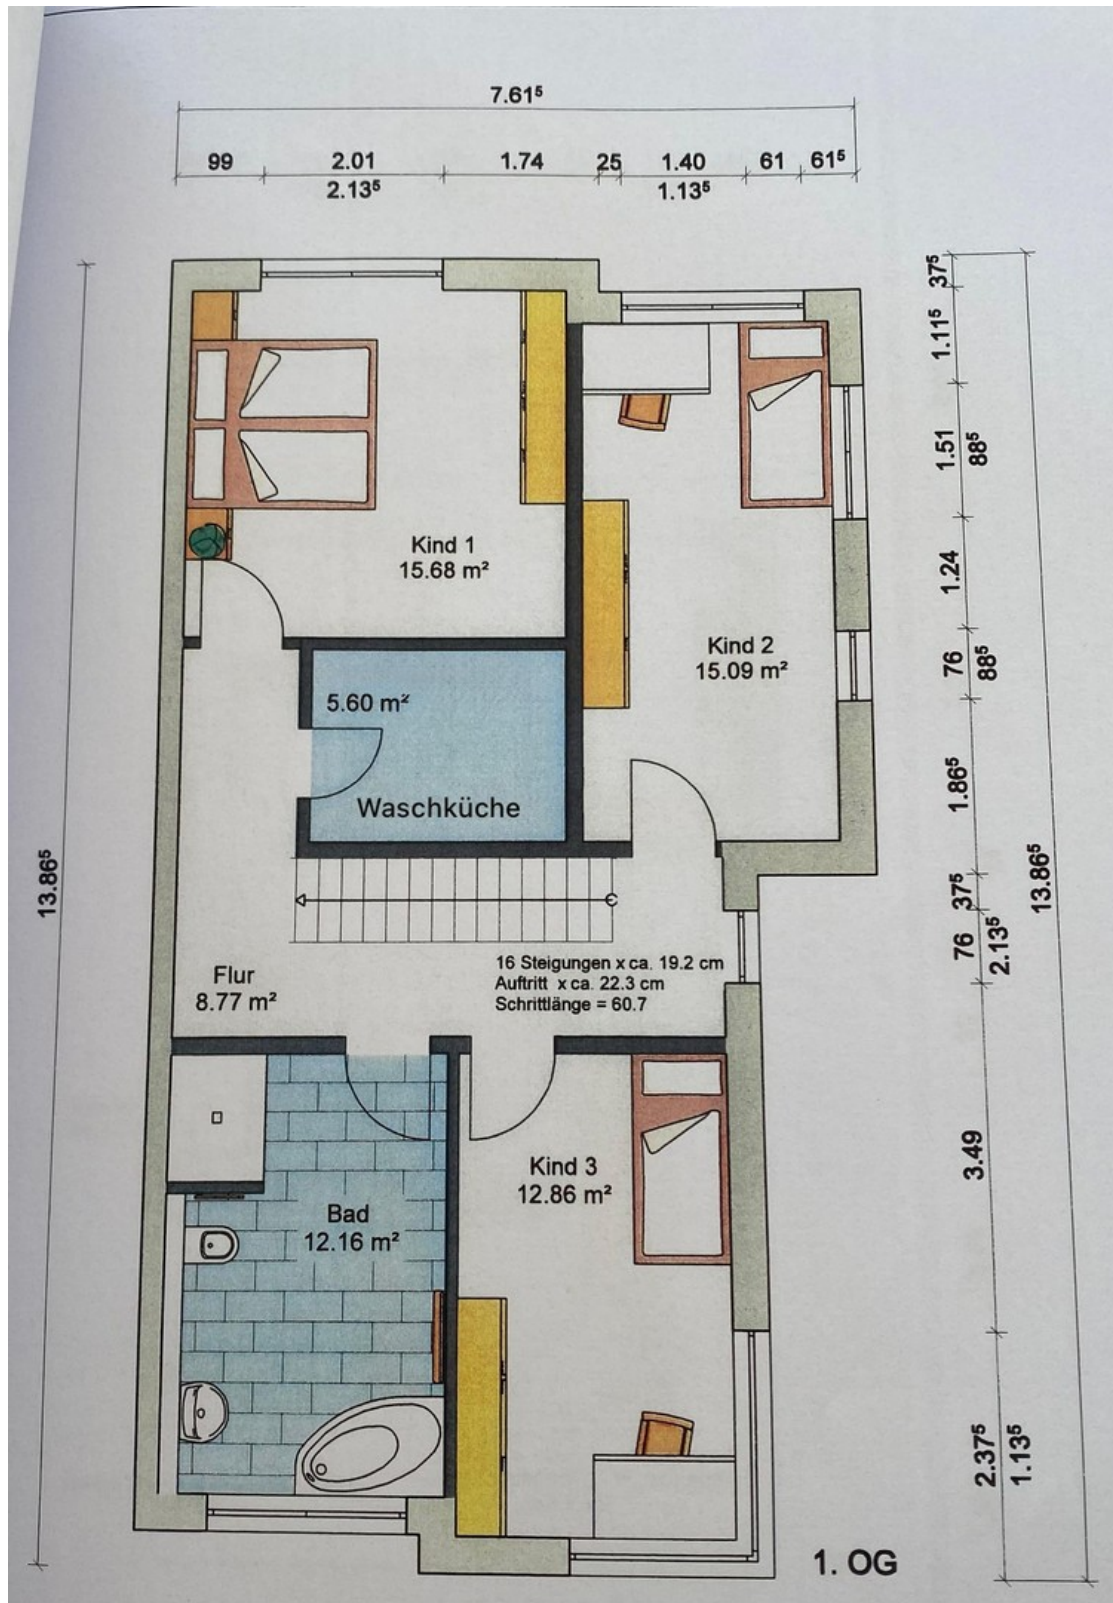 7.61⁵
99 2.01 1.74 25 1.40 61 61⁵
2.13⁵ 1.13⁵
37⁵
1.11⁵
1.51
88⁵
1.24
76
88⁵
1.86⁵
37⁵
76
2.13⁵
3.49
2.37⁵
1.13⁵
13.86⁵
13.86⁵
Kind 1
15.68 m²
Kind 2
15.09 m²
5.60 m²
Waschküche
Flur
8.77 m²
16 Steigungen x ca. 19.2 cm
Auftritt x ca. 22.3 cm
Schrittlänge = 60.7
Kind 3
12.86 m²
Bad
12.16 m²
1. OG